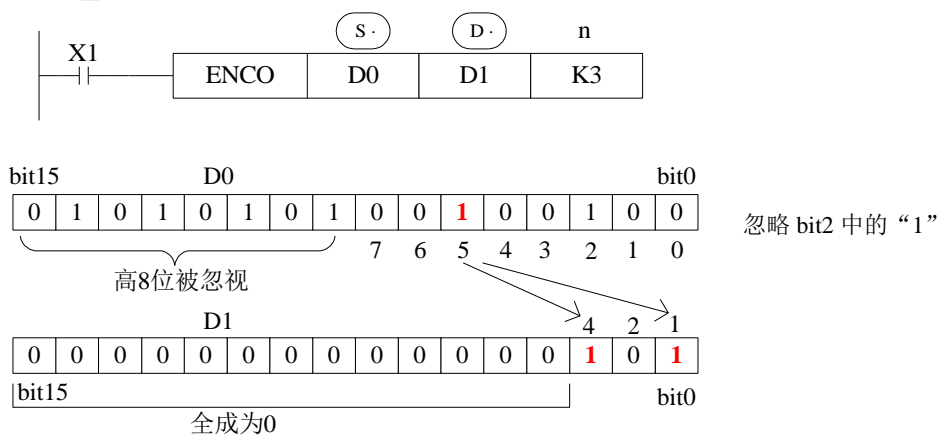 S · D · n
X1
ENCO D0 D1 K3
bit15 D0 bit0
0 1 0 1 0 1 0 1 0 0 1 0 0 1 0 0
忽略 bit2 中的“1”
7 6 5 4 3 2 1 0
高8位被忽视
D1 4 2 1
0 0 0 0 0 0 0 0 0 0 0 0 0 1 0 1
bit15 bit0
全成为0